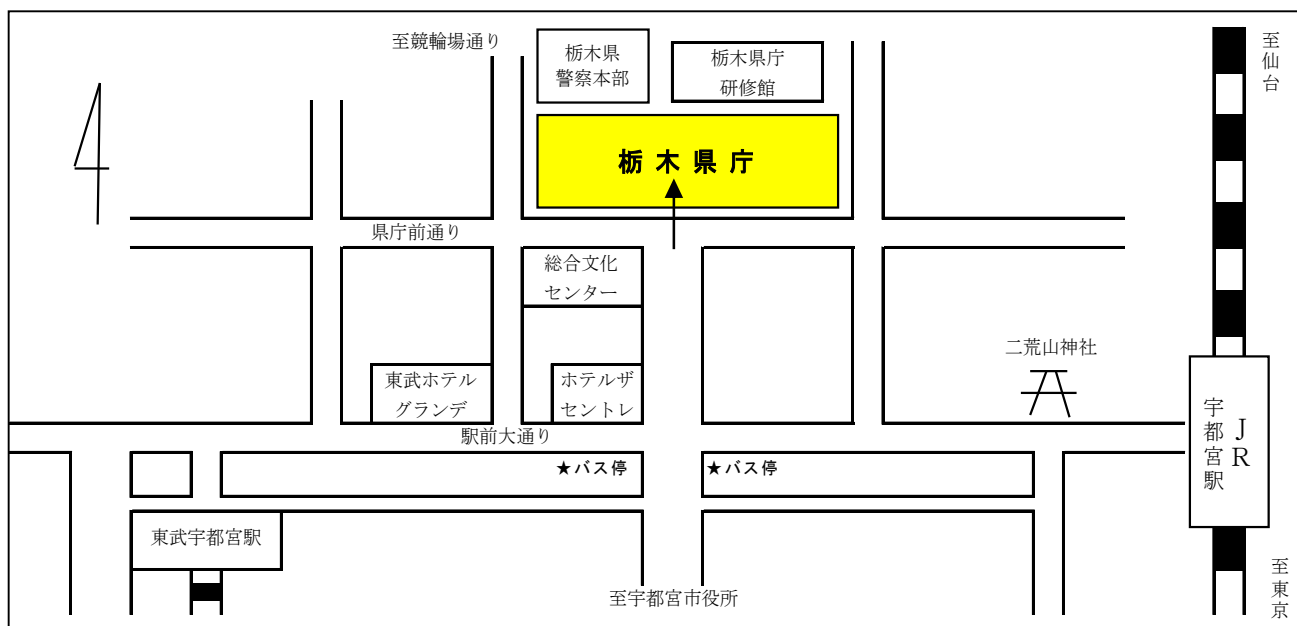 至競輪場通り
栃木県
警察本部
栃木県庁
研修館
至仙台
栃木県庁
県庁前通り
総合文化
センター
二荒山神社
東武ホテル
グランデ
ホテルザ
セントレ
駅前大通り
JR
宇都宮駅
★バス停
★バス停
東武宇都宮駅
至宇都宮市役所
至東京